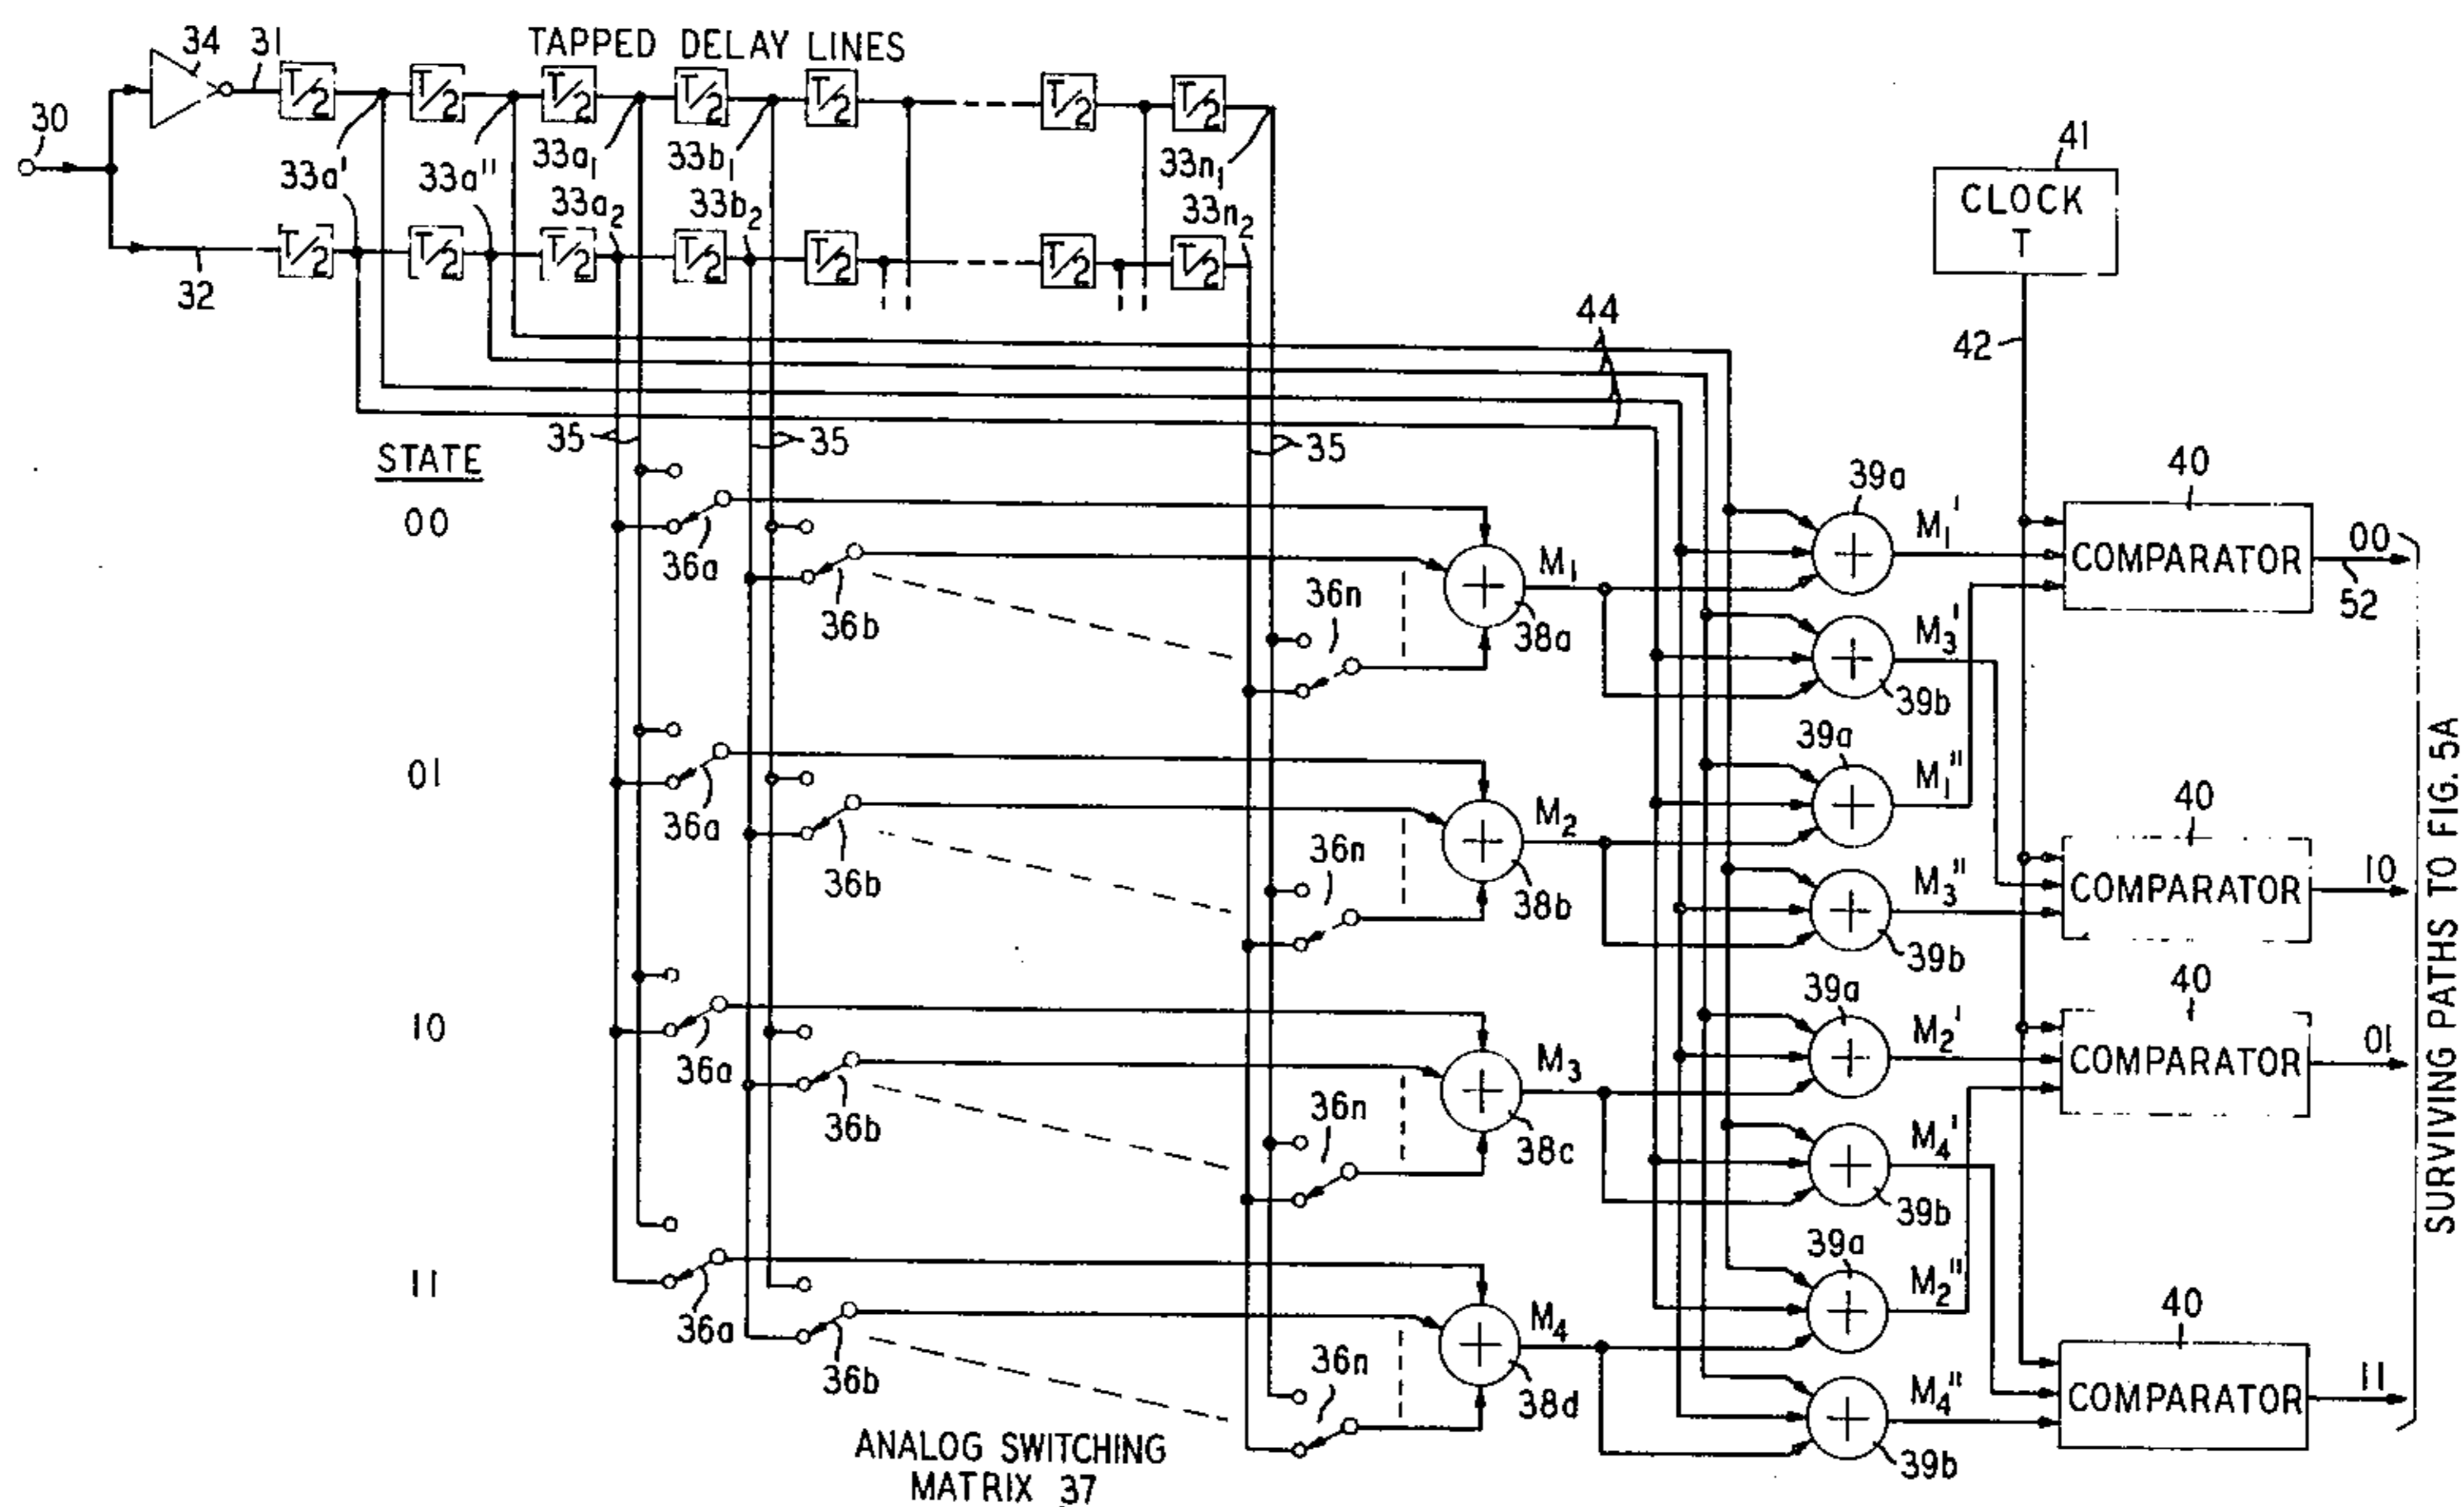 TAPPED DELAY LINES
34 31
T/2 T/2 T/2 T/2 T/2 T/2 T/2
30
33a' 33a" 33a₁ 33b₁ 33n₁
33a₂ 33b₂ 33n₂
T/2 T/2 T/2 T/2 T/2 T/2 T/2
32
41
CLOCK
T
42
44
35 35 35
STATE
00
36a
36b
36n
M₁
38a
39a
M₁'
M₃'
39b
40
COMPARATOR
00
52
01
36a
36b
36n
M₂
38b
39a
M₁"
M₃"
39b
40
COMPARATOR
10
10
36a
36b
36n
M₃
38c
39a
M₂'
M₄'
39b
40
COMPARATOR
01
11
36a
36b
36n
M₄
38d
39a
M₂"
M₄"
39b
40
COMPARATOR
11
SURVIVING PATHS TO FIG. 5A
ANALOG SWITCHING
MATRIX 37